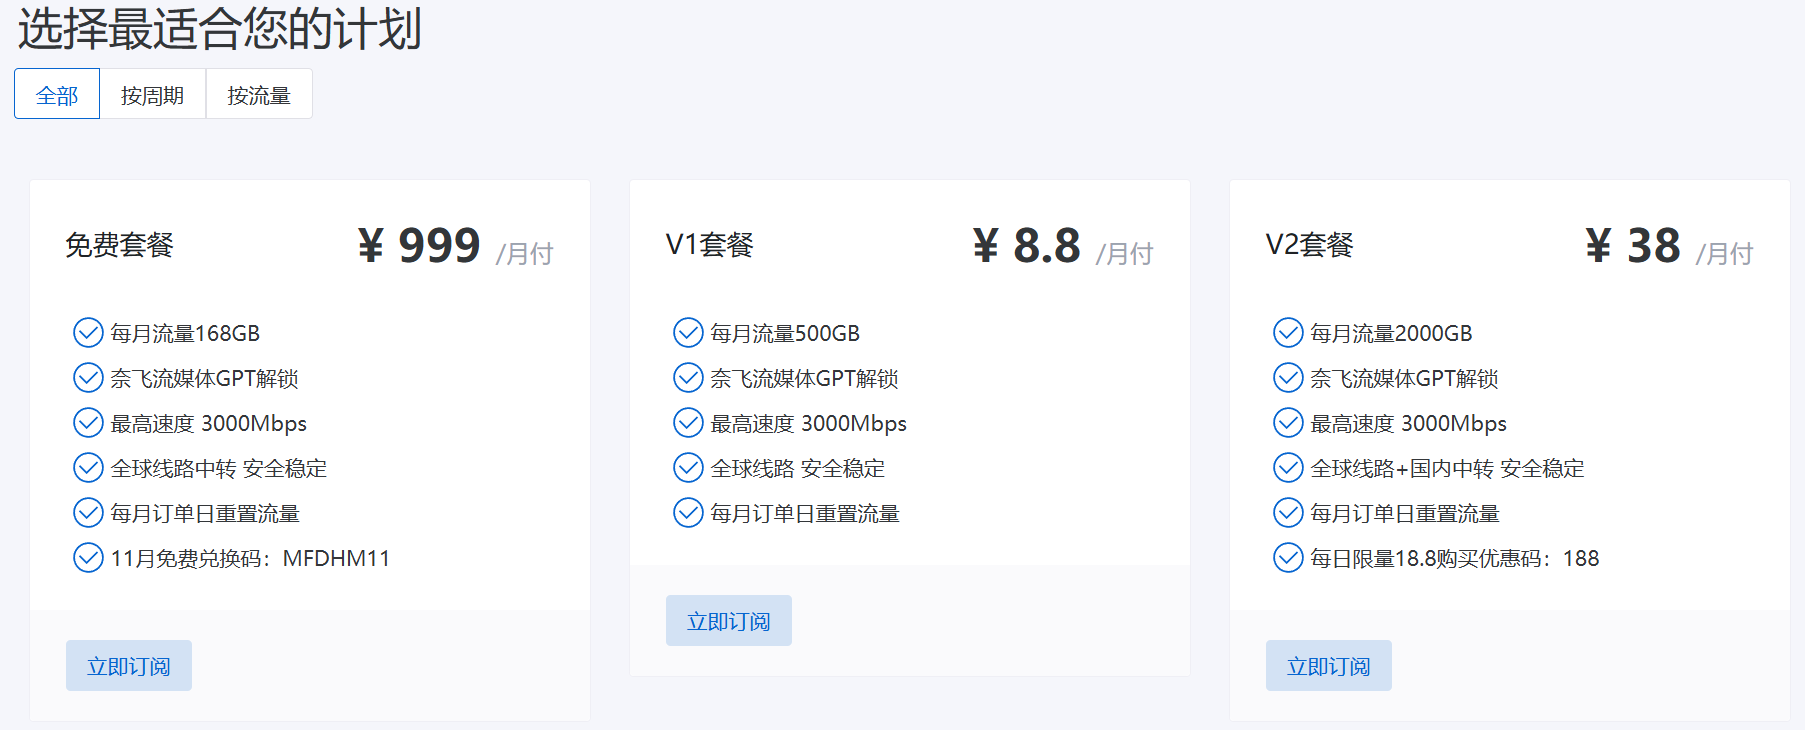 选择最适合您的计划
全部 按周期 按流量
免费套餐 ¥ 999 /月付
每月流量168GB
奈飞流媒体GPT解锁
最高速度 3000Mbps
全球线路中转 安全稳定
每月订单日重置流量
11月免费兑换码：MFDHM11
立即订阅
V1套餐 ¥ 8.8 /月付
每月流量500GB
奈飞流媒体GPT解锁
最高速度 3000Mbps
全球线路 安全稳定
每月订单日重置流量
立即订阅
V2套餐 ¥ 38 /月付
每月流量2000GB
奈飞流媒体GPT解锁
最高速度 3000Mbps
全球线路+国内中转 安全稳定
每月订单日重置流量
每日限量18.8购买优惠码：188
立即订阅